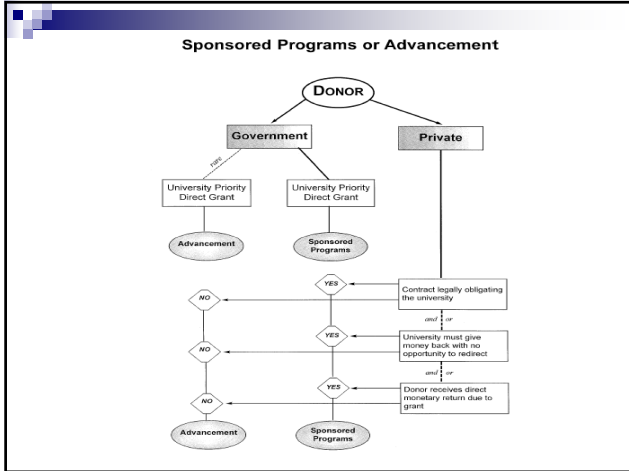 Sponsored Programs or Advancement
DONOR
Government
Private
rare
University Priority
Direct Grant
University Priority
Direct Grant
Advancement
Sponsored
Programs
YES
Contract legally obligating
the university
NO
and or
YES
University must give
money back with no
opportunity to redirect
NO
and or
YES
Donor receives direct
monetary return due to
grant
NO
Advancement
Sponsored
Programs